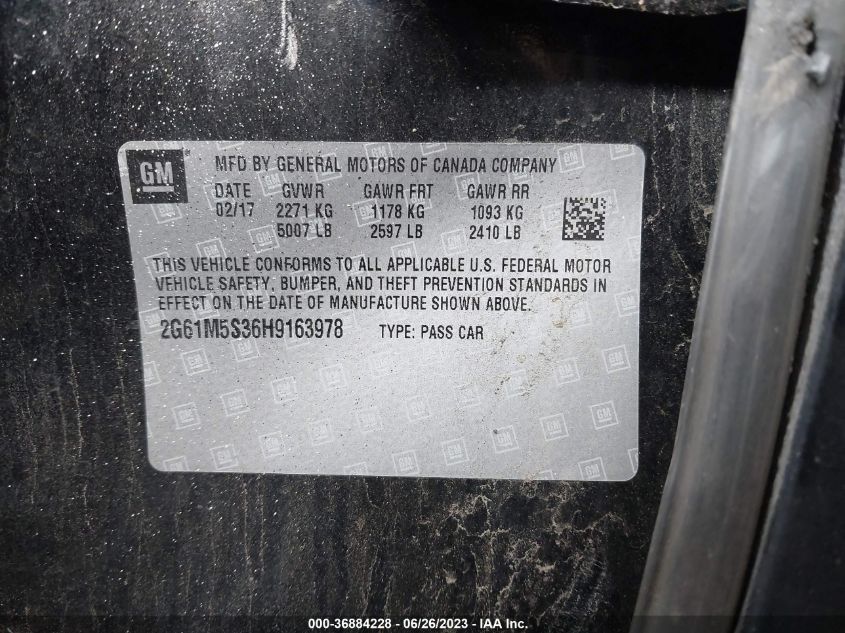 GM
MFD BY GENERAL MOTORS OF CANADA COMPANY
DATE GVWR GAWR FRT GAWR RR
02/17 2271 KG 1178 KG 1093 KG
5007 LB 2597 LB 2410 LB
THIS VEHICLE CONFORMS TO ALL APPLICABLE U.S. FEDERAL MOTOR
VEHICLE SAFETY, BUMPER, AND THEFT PREVENTION STANDARDS IN
EFFECT ON THE DATE OF MANUFACTURE SHOWN ABOVE.
2G61M5S36H9163978 TYPE: PASS CAR
000-36884228 - 06/26/2023 - IAA Inc.